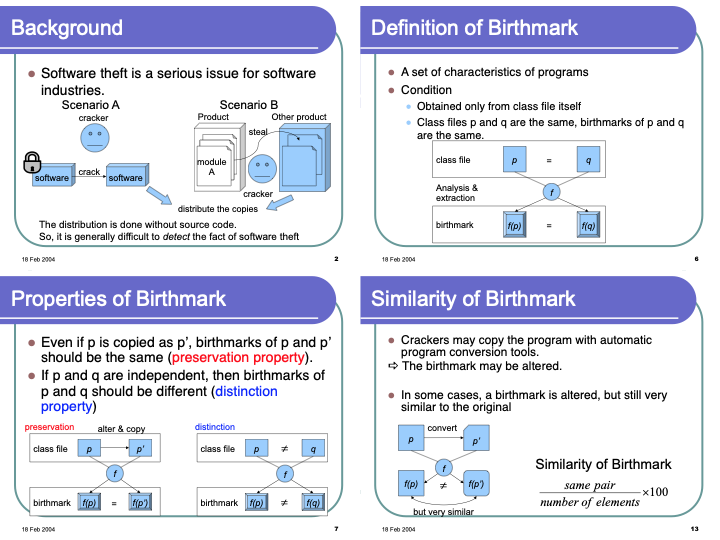 Background
Software theft is a serious issue for software
industries.
Scenario A
cracker
software
crack
software
Scenario B
Product
Other product
steal
module
A
cracker
distribute the copies
The distribution is done without source code.
So, it is generally difficult to detect the fact of software theft
18 Feb 2004
2
Definition of Birthmark
A set of characteristics of programs
Condition
Obtained only from class file itself
Class files p and q are the same, birthmarks of p and q
are the same.
class file
p
=
q
Analysis &
extraction
f
birthmark
f(p)
=
f(q)
18 Feb 2004
6
Properties of Birthmark
Even if p is copied as p’, birthmarks of p and p’
should be the same (preservation property).
If p and q are independent, then birthmarks of
p and q should be different (distinction
property)
preservation
alter & copy
class file
p
p'
f
birthmark
f(p)
=
f(p')
distinction
class file
p
≠
q
f
birthmark
f(p)
≠
f(q)
18 Feb 2004
7
Similarity of Birthmark
Crackers may copy the program with automatic
program conversion tools.
⇨ The birthmark may be altered.
In some cases, a birthmark is altered, but still very
similar to the original
convert
p
p'
f
f(p)
≠
f(p')
but very similar
Similarity of Birthmark
same pair
number of elements
×100
18 Feb 2004
13